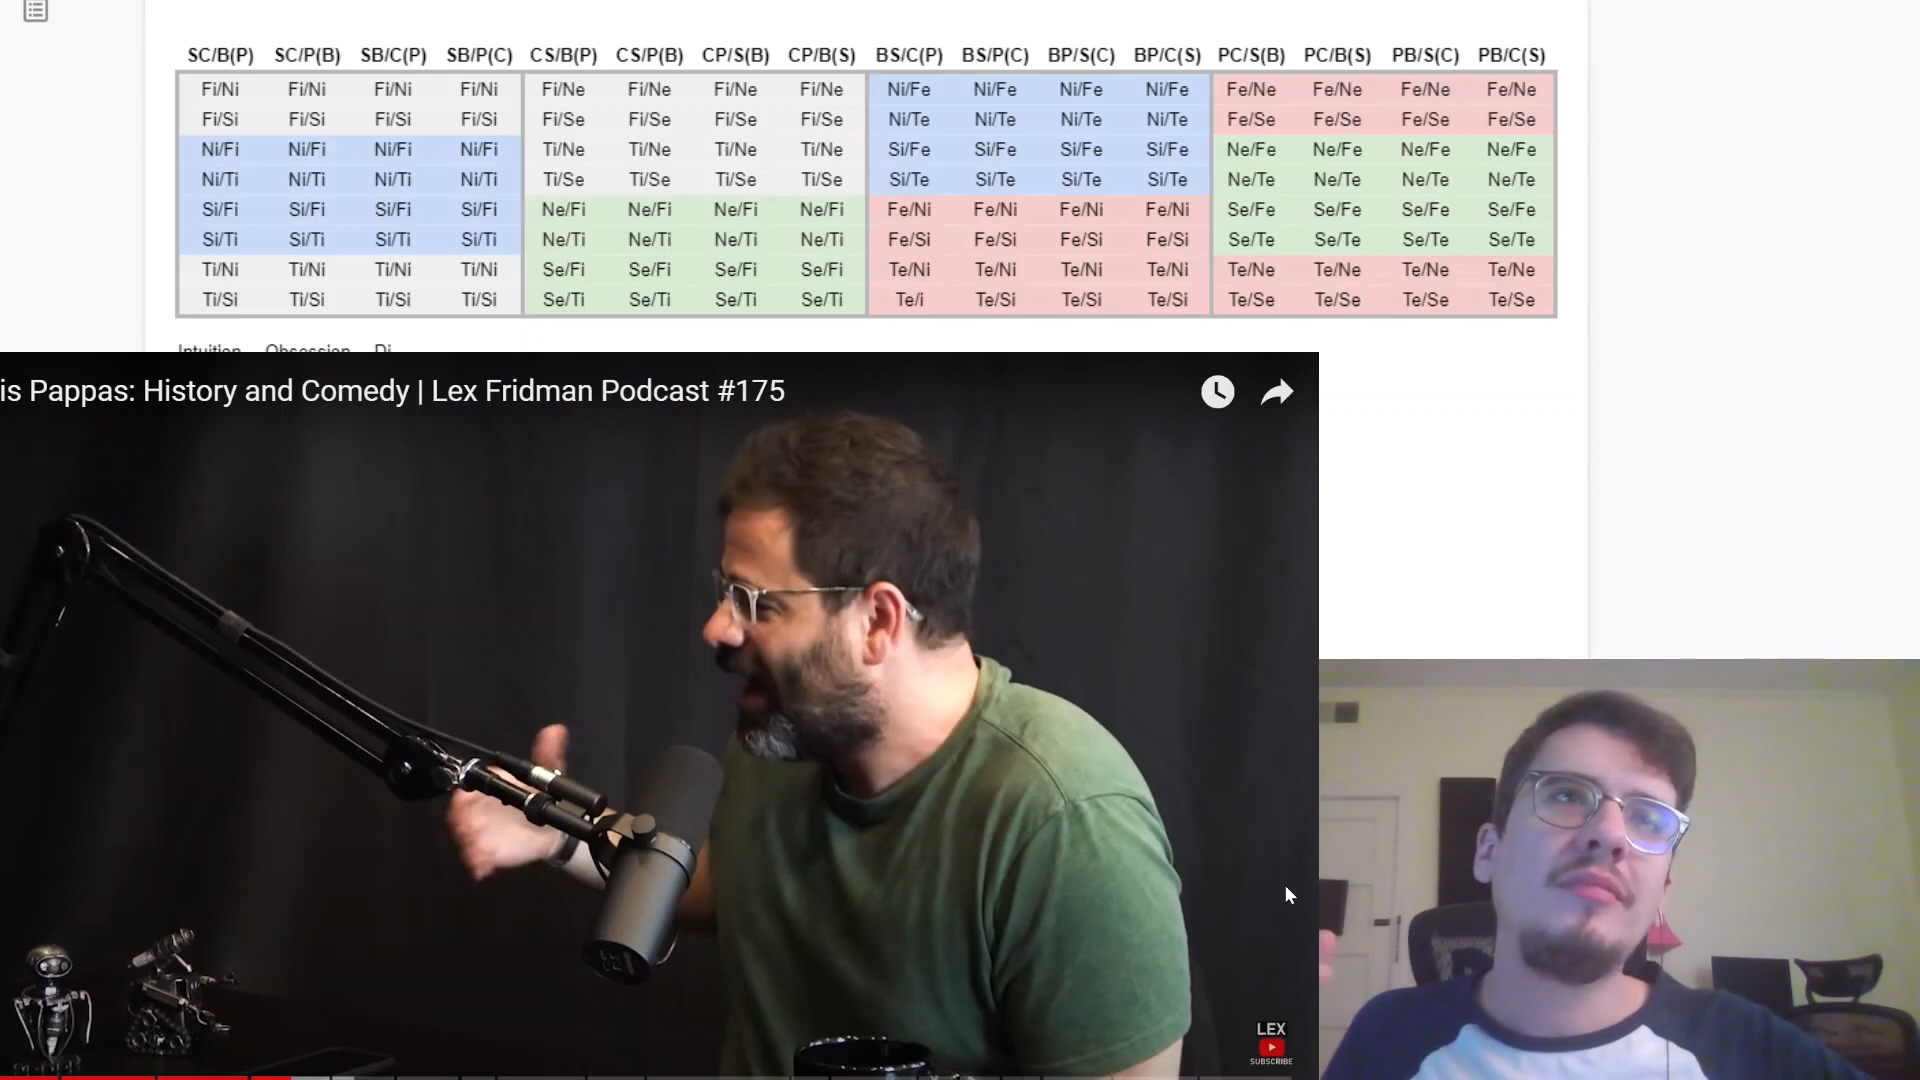 SC/B(P) SC/P(B) SB/C(P) SB/P(C) CS/B(P) CS/P(B) CP/S(B) CP/B(S) BS/C(P) BS/P(C) BP/S(C) BP/C(S) PC/S(B) PC/B(S) PB/S(C) PB/C(S)
Fi/Ni Fi/Ni Fi/Ni Fi/Ni Fi/Ne Fi/Ne Fi/Ne Fi/Ne Ni/Fe Ni/Fe Ni/Fe Ni/Fe Fe/Ne Fe/Ne Fe/Ne Fe/Ne
Fi/Si Fi/Si Fi/Si Fi/Si Fi/Se Fi/Se Fi/Se Fi/Se Ni/Te Ni/Te Ni/Te Ni/Te Fe/Se Fe/Se Fe/Se Fe/Se
Ni/Fi Ni/Fi Ni/Fi Ni/Fi Ti/Ne Ti/Ne Ti/Ne Ti/Ne Si/Fe Si/Fe Si/Fe Si/Fe Ne/Fe Ne/Fe Ne/Fe Ne/Fe
Ni/Ti Ni/Ti Ni/Ti Ni/Ti Ti/Se Ti/Se Ti/Se Ti/Se Si/Te Si/Te Si/Te Si/Te Ne/Te Ne/Te Ne/Te Ne/Te
Si/Fi Si/Fi Si/Fi Si/Fi Ne/Fi Ne/Fi Ne/Fi Ne/Fi Fe/Ni Fe/Ni Fe/Ni Fe/Ni Se/Fe Se/Fe Se/Fe Se/Fe
Si/Ti Si/Ti Si/Ti Si/Ti Ne/Ti Ne/Ti Ne/Ti Ne/Ti Fe/Si Fe/Si Fe/Si Fe/Si Se/Te Se/Te Se/Te Se/Te
Ti/Ni Ti/Ni Ti/Ni Ti/Ni Se/Fi Se/Fi Se/Fi Se/Fi Te/Ni Te/Ni Te/Ni Te/Ni Te/Ne Te/Ne Te/Ne Te/Ne
Ti/Si Ti/Si Ti/Si Ti/Si Se/Ti Se/Ti Se/Ti Se/Ti Te/i Te/Si Te/Si Te/Si Te/Se Te/Se Te/Se Te/Se
Intuition Obsession Di
is Pappas: History and Comedy | Lex Fridman Podcast #175
LEX
SUBSCRIBE